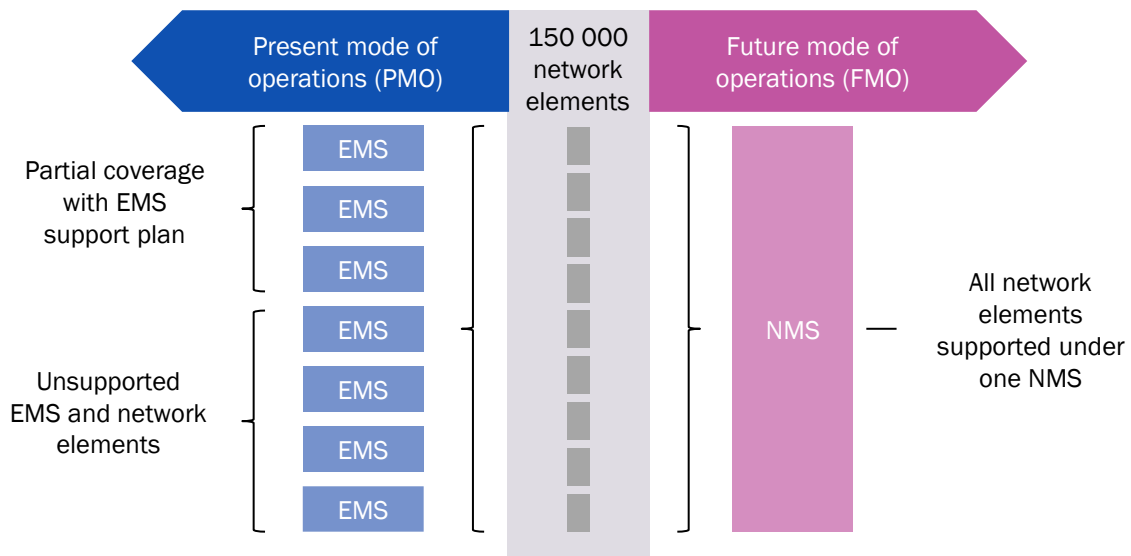 Present mode of
operations (PMO)
150 000
network
elements
Future mode of
operations (FMO)
Partial coverage
with EMS
support plan
Unsupported
EMS and network
elements
EMS
EMS
EMS
EMS
EMS
EMS
EMS
NMS
All network
elements
supported under
one NMS